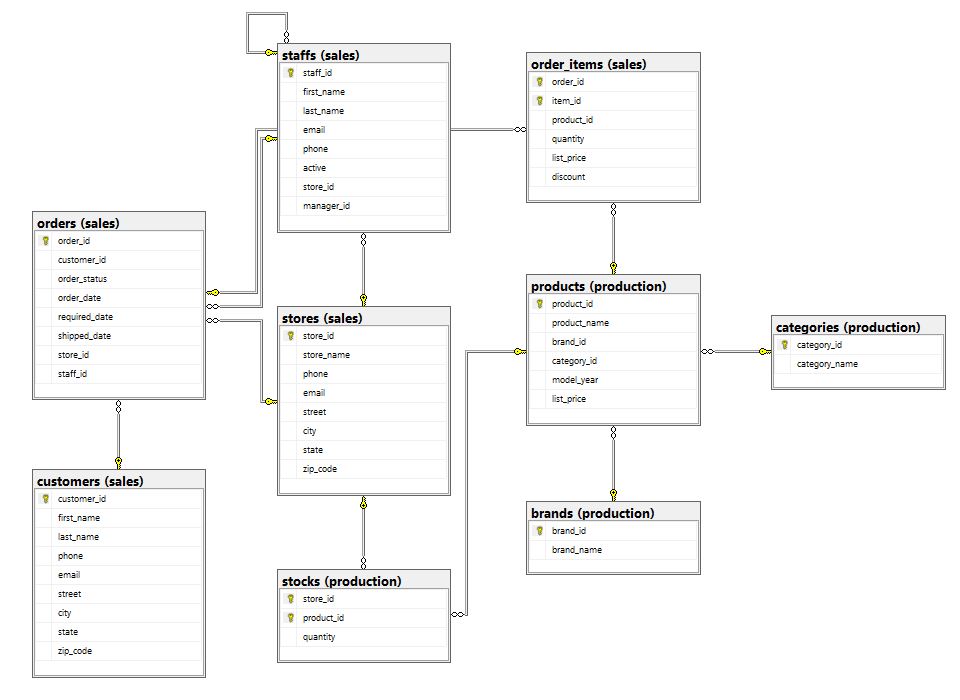 staffs (sales)
staff_id
first_name
last_name
email
phone
active
store_id
manager_id
order_items (sales)
order_id
item_id
product_id
quantity
list_price
discount
orders (sales)
order_id
customer_id
order_status
order_date
required_date
shipped_date
store_id
staff_id
stores (sales)
store_id
store_name
phone
email
street
city
state
zip_code
products (production)
product_id
product_name
brand_id
category_id
model_year
list_price
categories (production)
category_id
category_name
customers (sales)
customer_id
first_name
last_name
phone
email
street
city
state
zip_code
stocks (production)
store_id
product_id
quantity
brands (production)
brand_id
brand_name